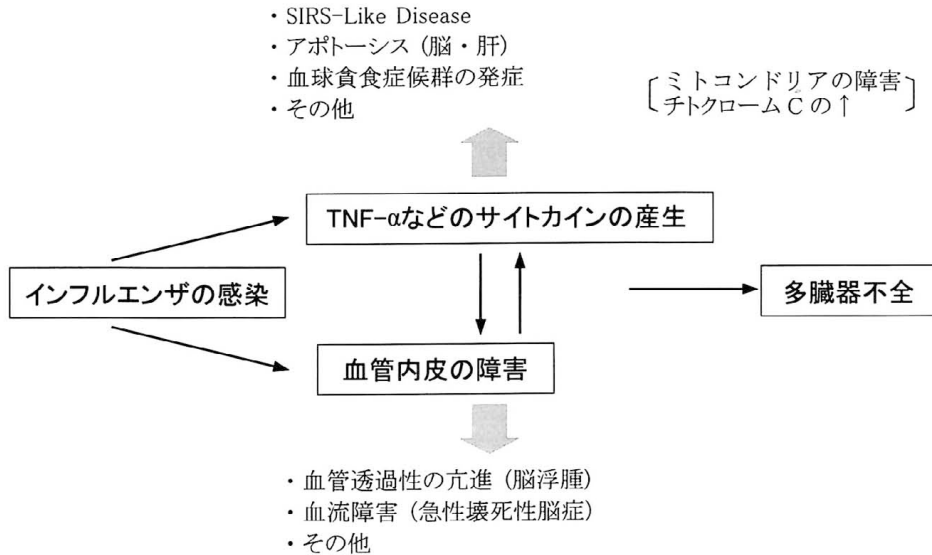 ・SIRS-Like Disease
・アポトーシス (脳・肝)
・血球貪食症候群の発症
・その他
ミトコンドリアの障害
チトクロームCの↑
TNF-αなどのサイトカインの産生
インフルエンザの感染
多臓器不全
血管内皮の障害
・血管透過性の亢進 (脳浮腫)
・血流障害 (急性壊死性脳症)
・その他